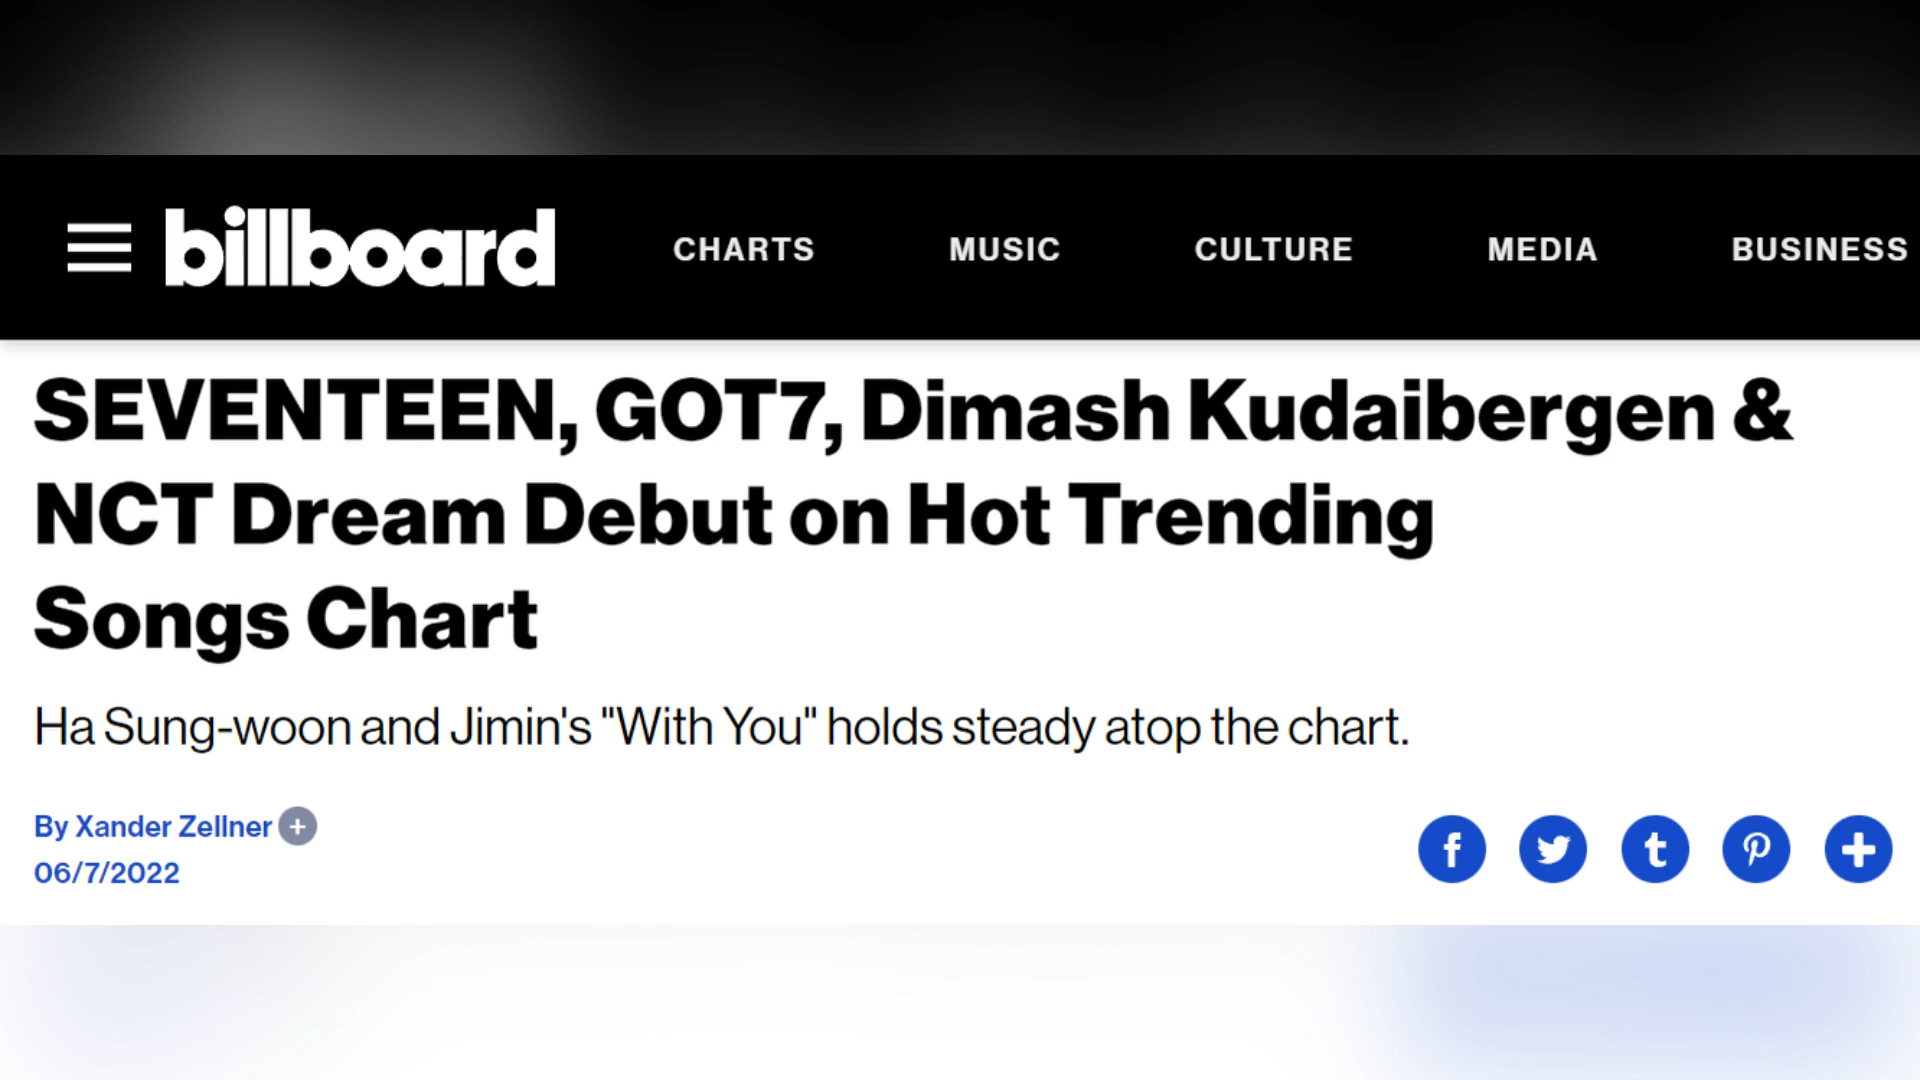 billboard CHARTS MUSIC CULTURE MEDIA BUSINESS
SEVENTEEN, GOT7, Dimash Kudaibergen &
NCT Dream Debut on Hot Trending
Songs Chart
Ha Sung-woon and Jimin's "With You" holds steady atop the chart.
By Xander Zellner
06/7/2022